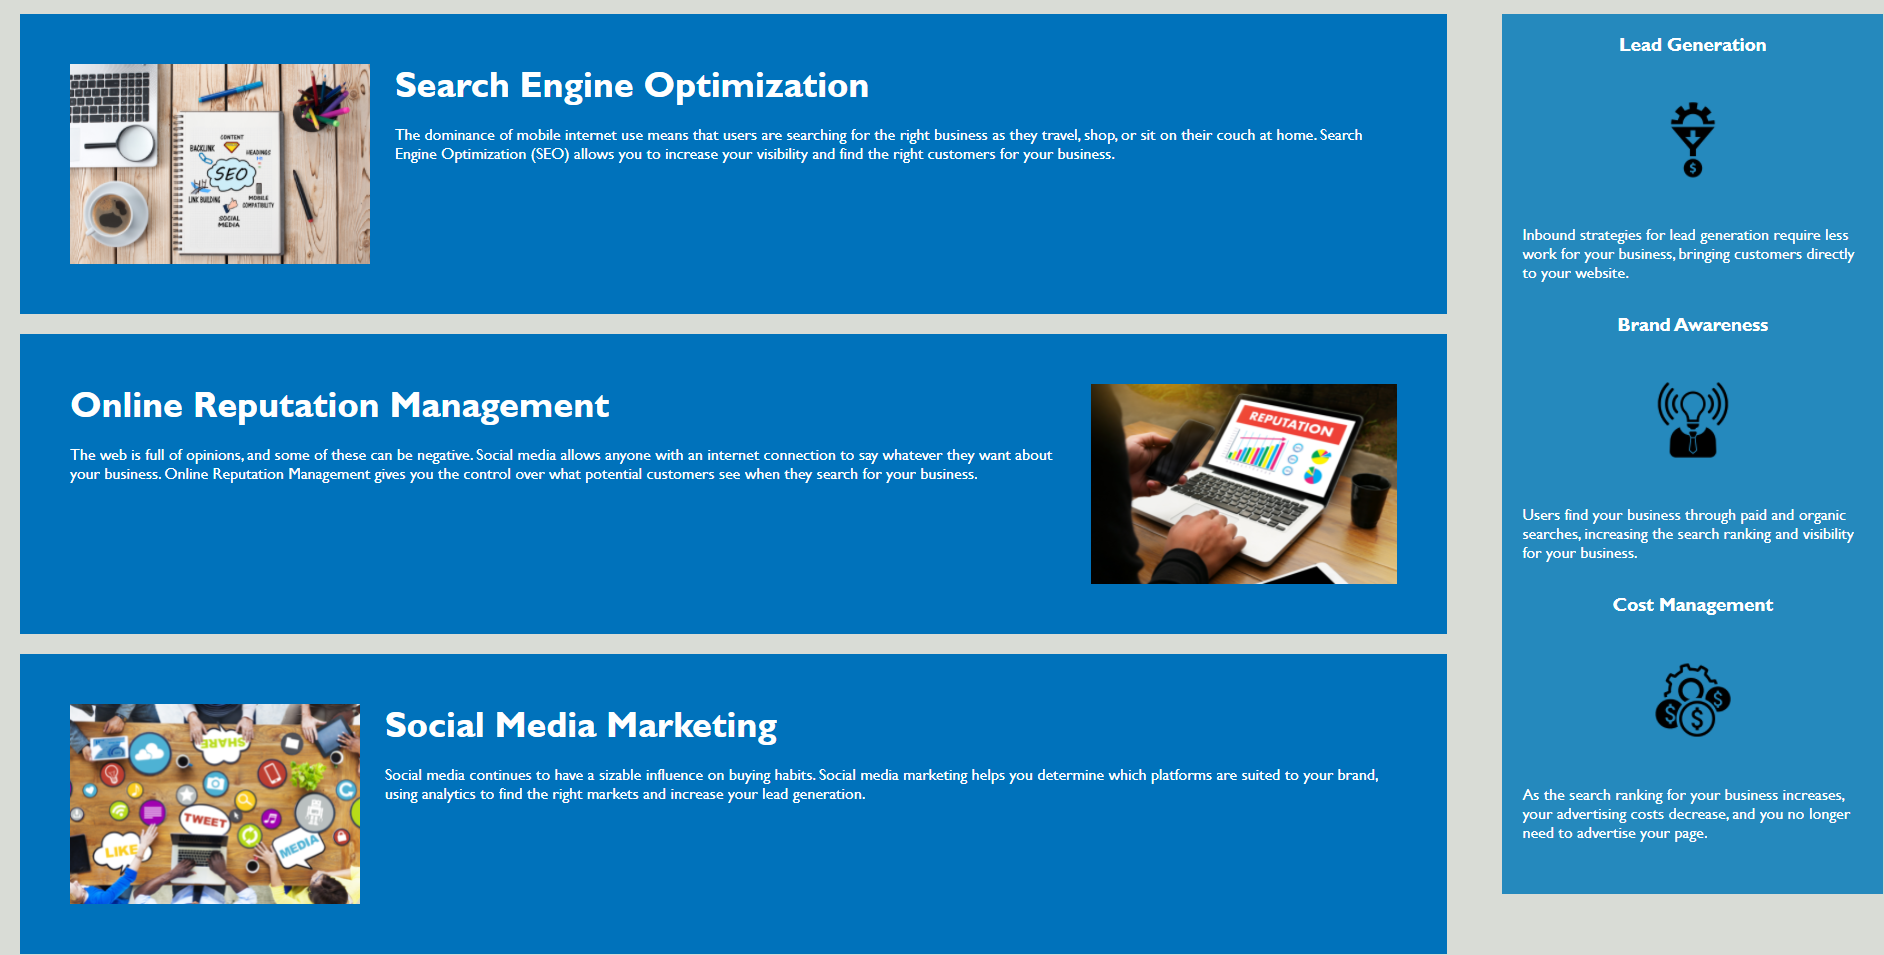 Search Engine Optimization
The dominance of mobile internet use means that users are searching for the right business as they travel, shop, or sit on their couch at home. Search
Engine Optimization (SEO) allows you to increase your visibility and find the right customers for your business.
CONTENT
BACKLINK
HEADINGS
SEO
LINK BUILDING
MOBILE
COMPATIBILITY
SOCIAL
MEDIA
Online Reputation Management
The web is full of opinions, and some of these can be negative. Social media allows anyone with an internet connection to say whatever they want about
your business. Online Reputation Management gives you the control over what potential customers see when they search for your business.
REPUTATION
Social Media Marketing
Social media continues to have a sizable influence on buying habits. Social media marketing helps you determine which platforms are suited to your brand,
using analytics to find the right markets and increase your lead generation.
SHARE
TWEET
LIKE
MEDIA
Lead Generation
$
Inbound strategies for lead generation require less
work for your business, bringing customers directly
to your website.
Brand Awareness
Users find your business through paid and organic
searches, increasing the search ranking and visibility
for your business.
Cost Management
$
$
$
As the search ranking for your business increases,
your advertising costs decrease, and you no longer
need to advertise your page.